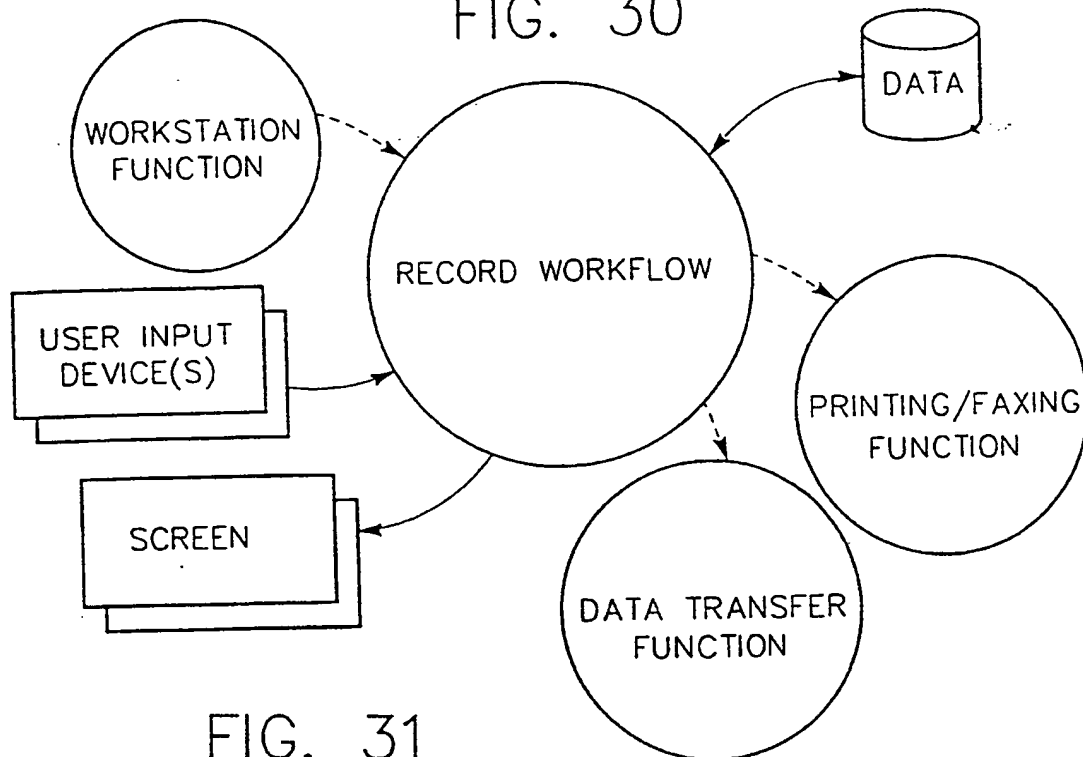 FIG. 30
DATA
WORKSTATION
FUNCTION
RECORD WORKFLOW
USER INPUT
DEVICE(S)
PRINTING/FAXING
FUNCTION
SCREEN
DATA TRANSFER
FUNCTION
FIG. 31